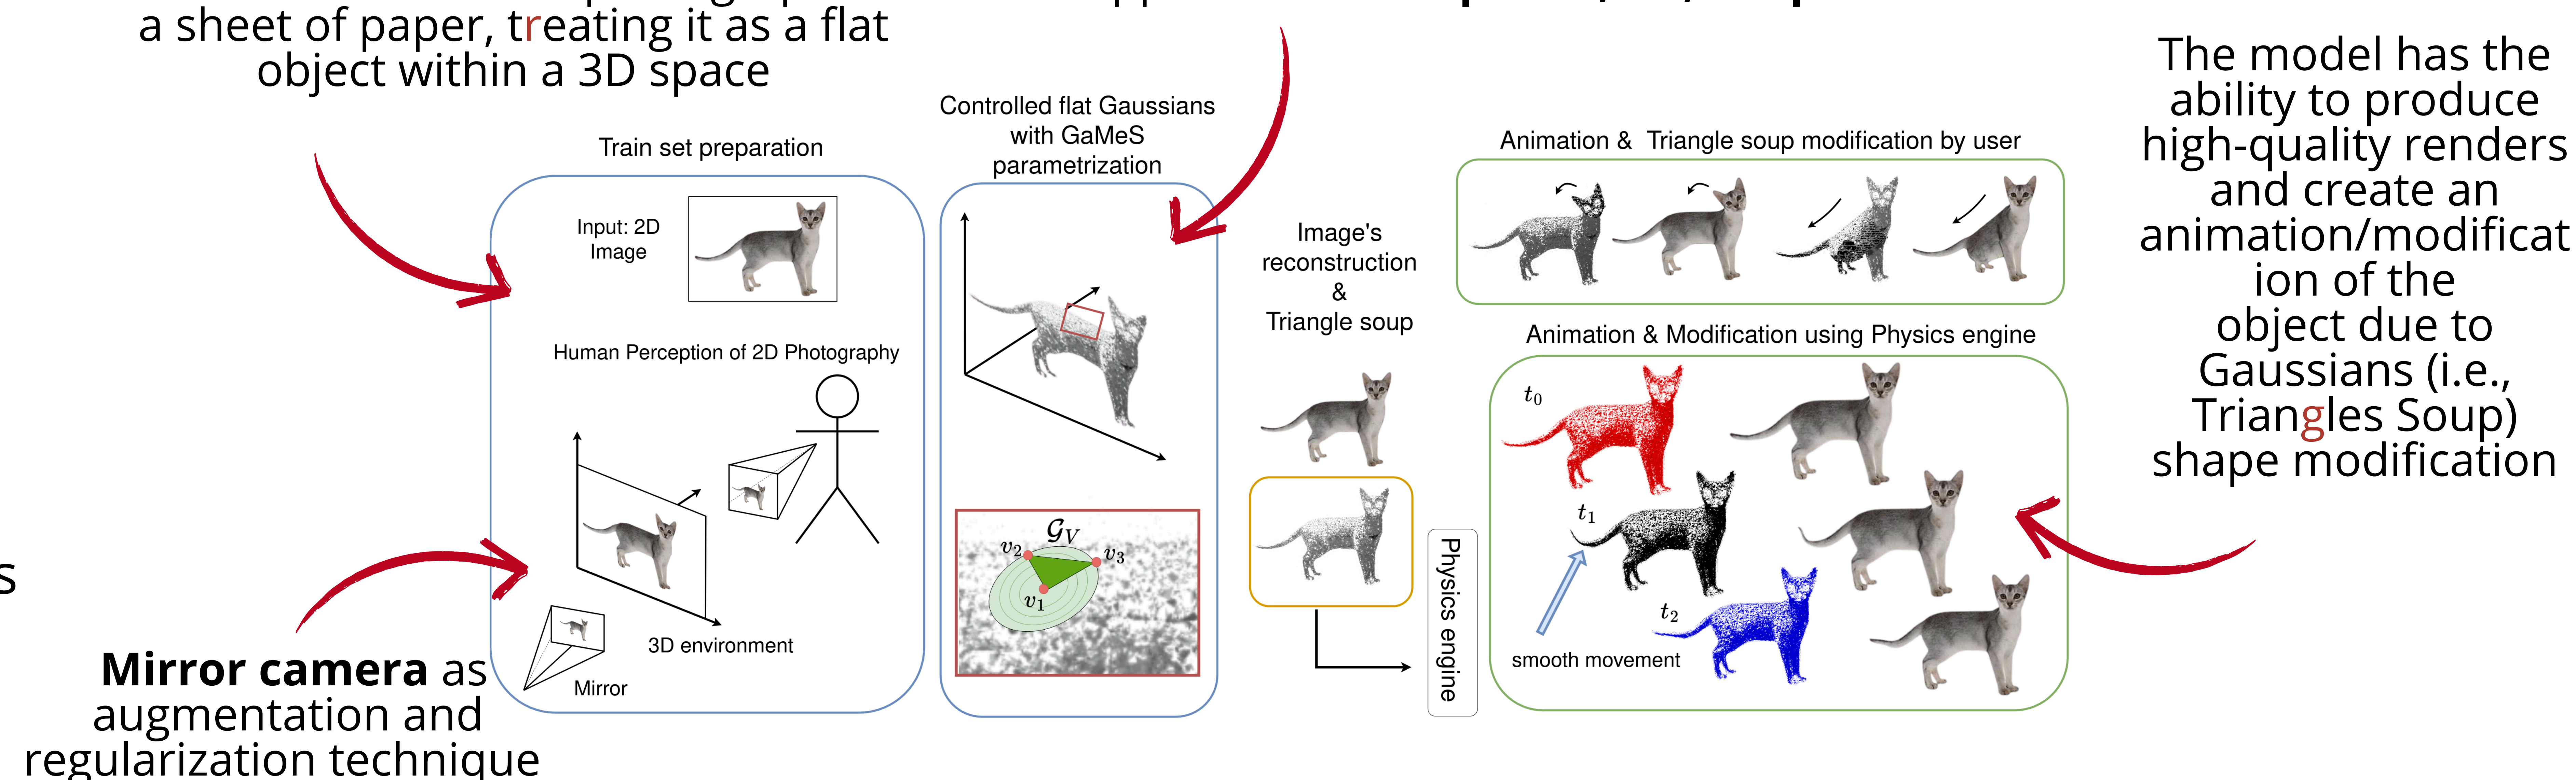 a sheet of paper, treating it as a flat
object within a 3D space
Train set preparation
Input: 2D
Image
Human Perception of 2D Photography
3D environment
Mirror
Mirror camera as
augmentation and
regularization technique
Controlled flat Gaussians
with GaMeS
parametrization
𝒢V
v2
v3
v1
Image's
reconstruction
&
Triangle soup
Physics engine
Animation & Triangle soup modification by user
Animation & Modification using Physics engine
t0
t1
t2
smooth movement
The model has the
ability to produce
high-quality renders
and create an
animation/modificat
ion of the
object due to
Gaussians (i.e.,
Triangles Soup)
shape modification
s